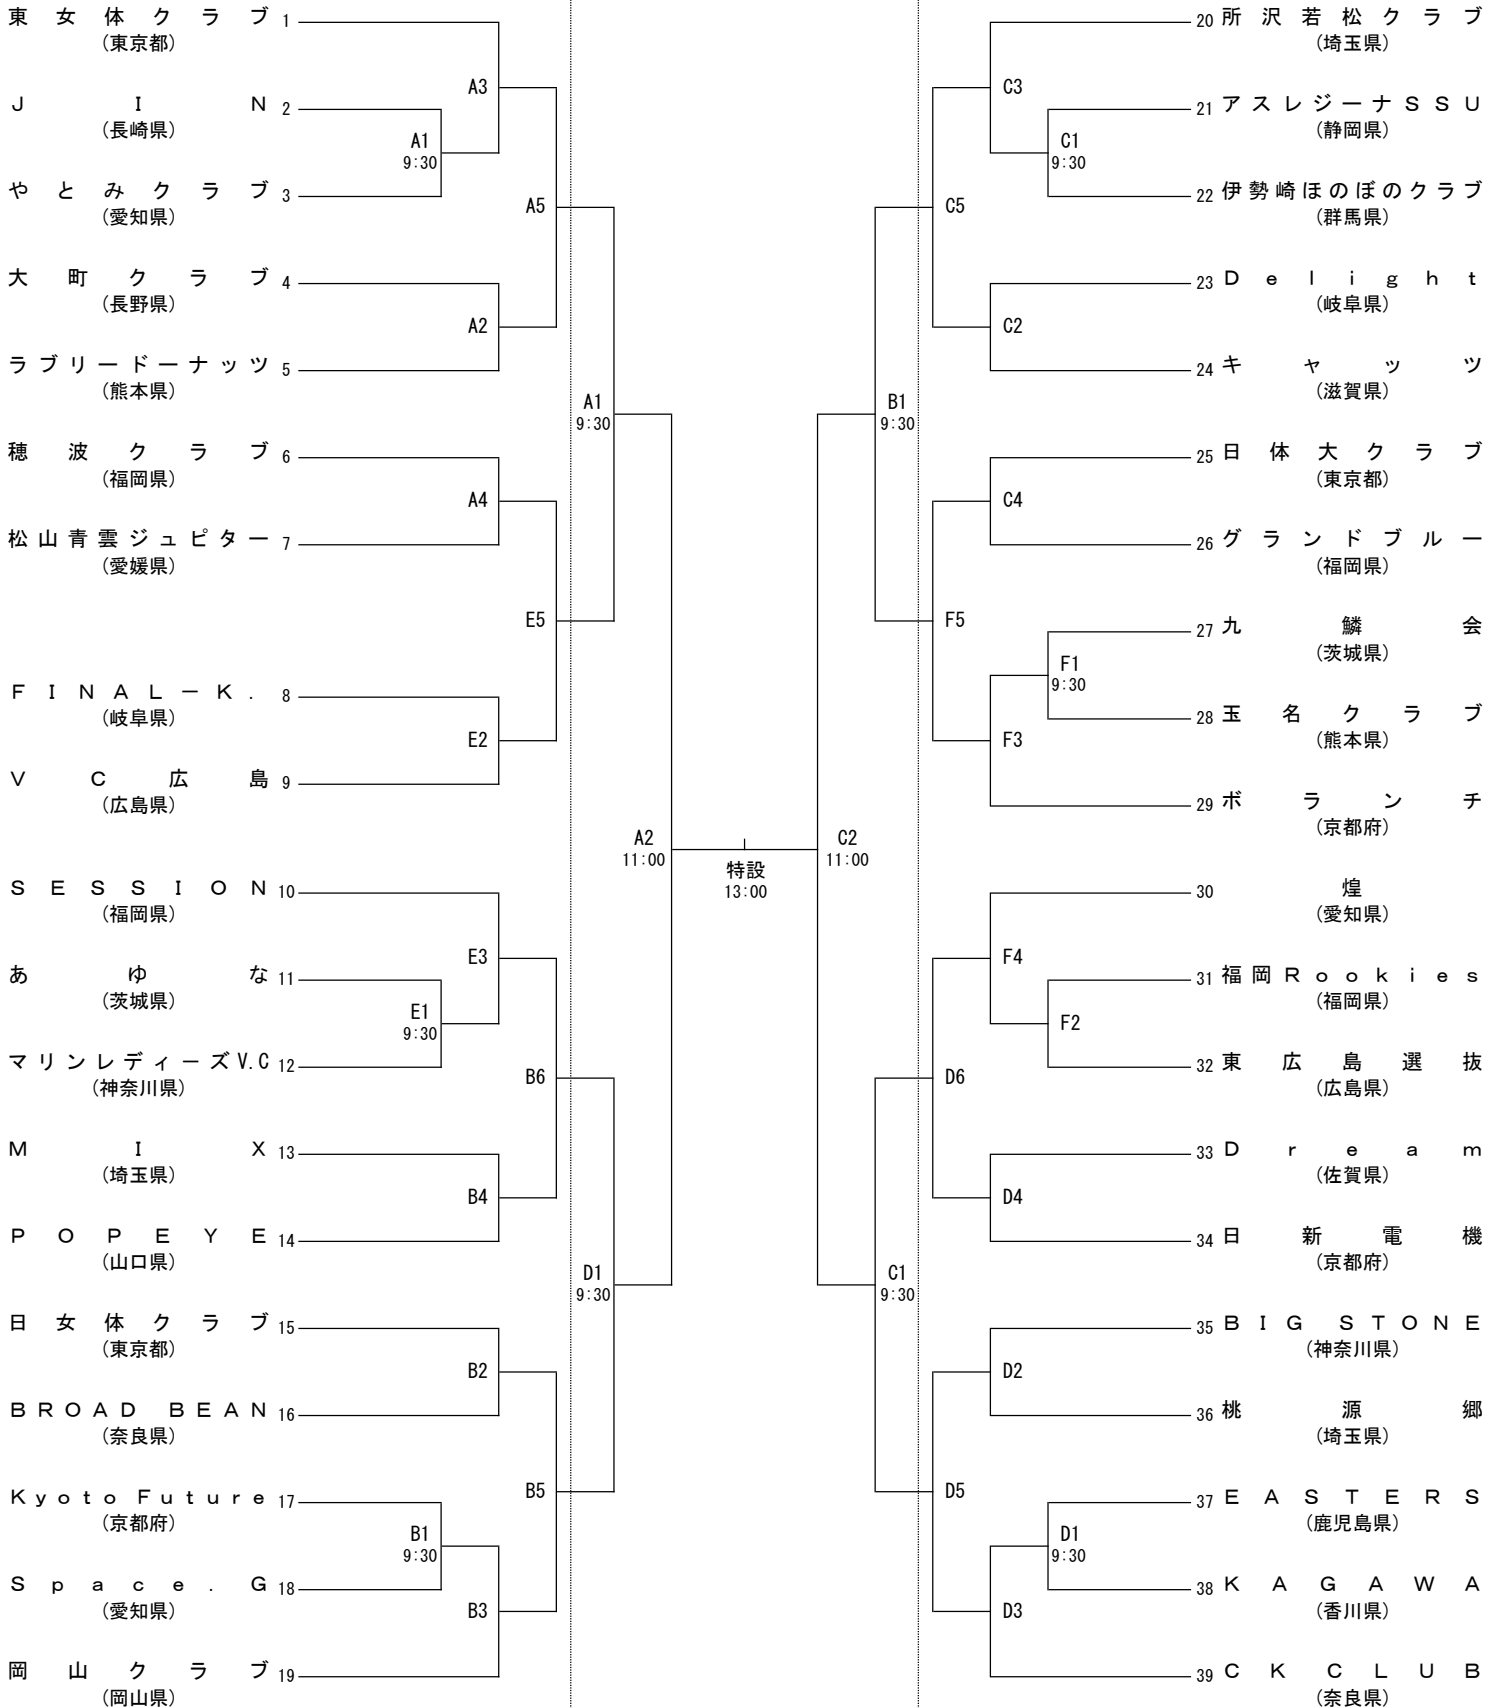 東女体クラブ 1
(東京都)
A3
JIN 2
(長崎県)
A1
9:30
やとみクラブ 3
(愛知県)
A5
大町クラブ 4
(長野県)
A2
ラブリードーナッツ 5
(熊本県)
A1
9:30
穂波クラブ 6
(福岡県)
A4
松山青雲ジュピター 7
(愛媛県)
E5
FINAL-K. 8
(岐阜県)
E2
VC広島 9
(広島県)
A2
11:00
SESSION 10
(福岡県)
E3
あゆな 11
(茨城県)
E1
9:30
マリンレディーズV.C 12
(神奈川県)
B6
MIX 13
(埼玉県)
B4
POPEYE 14
(山口県)
D1
9:30
日女体クラブ 15
(東京都)
B2
BROAD BEAN 16
(奈良県)
B5
Kyoto Future 17
(京都府)
B1
9:30
Space.G 18
(愛知県)
B3
岡山クラブ 19
(岡山県)
特設
13:00
20 所沢若松クラブ
(埼玉県)
C3
21 アスレジーナSSU
(静岡県)
C1
9:30
22 伊勢崎ほのぼのクラブ
(群馬県)
C5
23 Delight
(岐阜県)
C2
24 キャッツ
(滋賀県)
B1
9:30
25 日体大クラブ
(東京都)
C4
26 グランドブルー
(福岡県)
F5
27 九鱗会
(茨城県)
F1
9:30
28 玉名クラブ
(熊本県)
F3
29 ボランチ
(京都府)
C2
11:00
30 煌
(愛知県)
F4
31 福岡Rookies
(福岡県)
F2
32 東広島選抜
(広島県)
D6
33 Dream
(佐賀県)
D4
34 日新電機
(京都府)
C1
9:30
35 BIG STONE
(神奈川県)
D2
36 桃源郷
(埼玉県)
D5
37 EASTERS
(鹿児島県)
D1
9:30
38 KAGAWA
(香川県)
D3
39 CK CLUB
(奈良県)